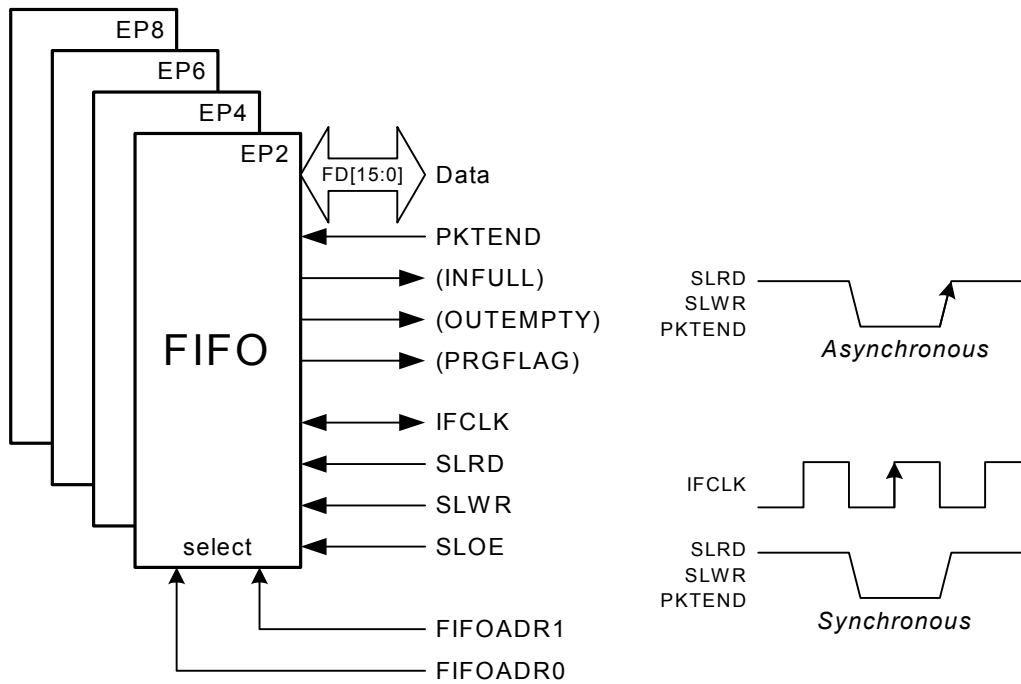 EP8
EP6
EP4
EP2
FD[15:0]
Data
PKTEND
(INFULL)
(OUTEMPTY)
(PRGFLAG)
FIFO
IFCLK
SLRD
SLWR
SLOE
select
FIFOADR1
FIFOADR0
SLRD
SLWR
PKTEND
Asynchronous
IFCLK
SLRD
SLWR
PKTEND
Synchronous